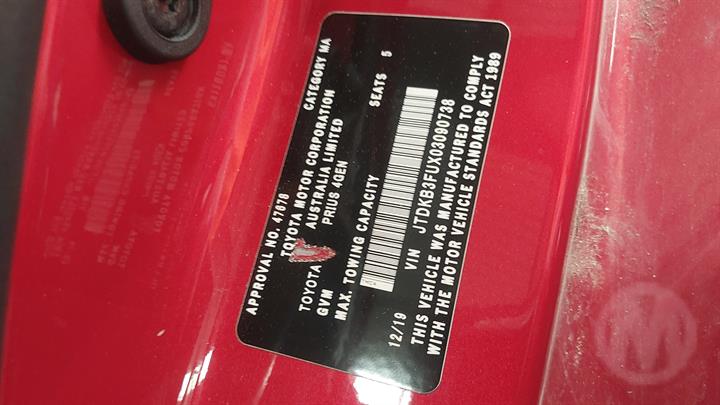 APPROVAL NO. 47678 CATEGORY MA
TOYOTA MOTOR CORPORATION
TOYOTA AUSTRALIA LIMITED
PRIUS 4GEN
GVM
MAX. TOWING CAPACITY SEATS 5
12/19 VIN JTDKB3FUX03090738
THIS VEHICLE WAS MANUFACTURED TO COMPLY
WITH THE MOTOR VEHICLE STANDARDS ACT 1989
M